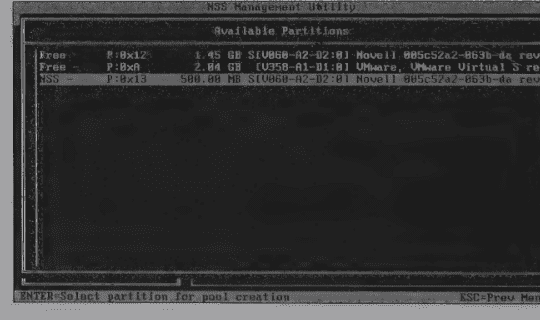 NSS Management Utility
Available Partitions
Free P:0x12 1.45 GB S[V060-A2-D2:0] Novell 005c52a2-063b-da rev
Free P:0xA 2.04 GB [V358-A1-D1:0] VMware, VMware Virtual S re
NSS - P:0x13 500.00 MB S[V060-A2-D2:0] Novell 005c52a2-063b-da rev
ENTER=Select partition for pool creation ESC=Prev Men